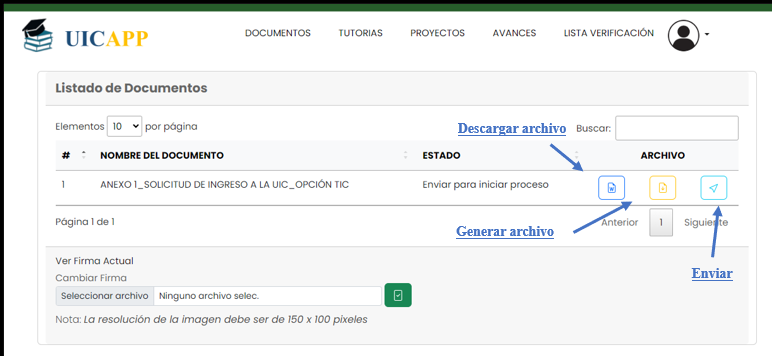 UICAPP
DOCUMENTOS TUTORIAS PROYECTOS AVANCES LISTA VERIFICACIÓN
Listado de Documentos
Elementos 10 por página
Descargar archivo
Buscar:
# NOMBRE DEL DOCUMENTO ESTADO ARCHIVO
1 ANEXO 1_SOLICITUD DE INGRESO A LA UIC_OPCIÓN TIC Enviar para iniciar proceso
Página 1 de 1
Anterior 1 Siguiente
Generar archivo
Ver Firma Actual
Enviar
Cambiar Firma
Seleccionar archivo Ninguno archivo selec.
Nota: La resolución de la imagen debe ser de 150 x 100 pixeles